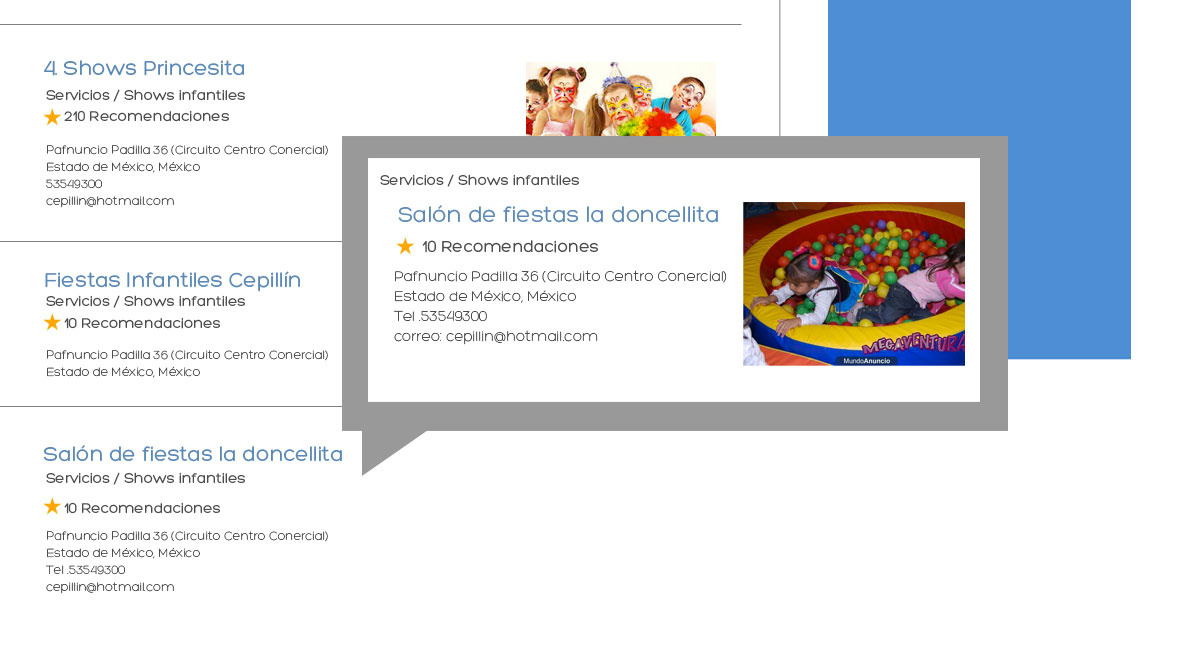 4. Shows Princesita
Servicios / Shows infantiles
210 Recomendaciones
Pafnuncio Padilla 36 (Circuito Centro Conercial)
Estado de México, México
53549300
cepillin@hotmail.com
Fiestas Infantiles Cepillín
Servicios / Shows infantiles
10 Recomendaciones
Pafnuncio Padilla 36 (Circuito Centro Conercial)
Estado de México, México
Salón de fiestas la doncellita
Servicios / Shows infantiles
10 Recomendaciones
Pafnuncio Padilla 36 (Circuito Centro Conercial)
Estado de México, México
Tel .53549300
cepillin@hotmail.com
Servicios / Shows infantiles
Salón de fiestas la doncellita
10 Recomendaciones
Pafnuncio Padilla 36 (Circuito Centro Conercial)
Estado de México, México
Tel .53549300
correo: cepillin@hotmail.com
MEGAVENTURA
MundoAnuncio